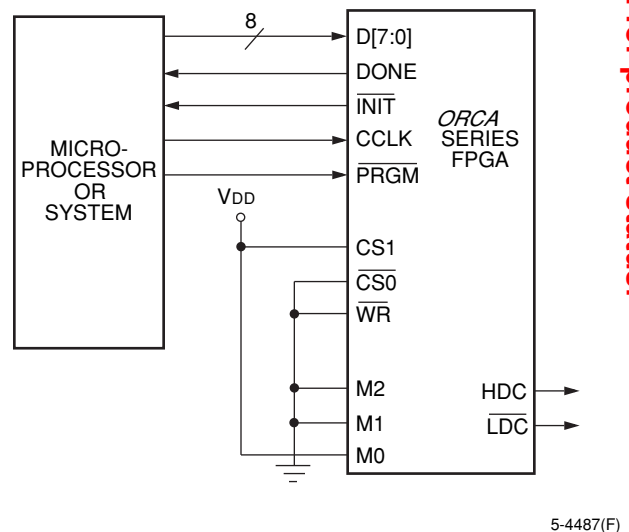 8
D[7:0]
DONE
INIT
CCLK
PRGM
ORCA
SERIES
FPGA
MICRO-
PROCESSOR
OR
SYSTEM
VDD
CS1
CS0
WR
M2
M1
M0
HDC
LDC
5-4487(F)